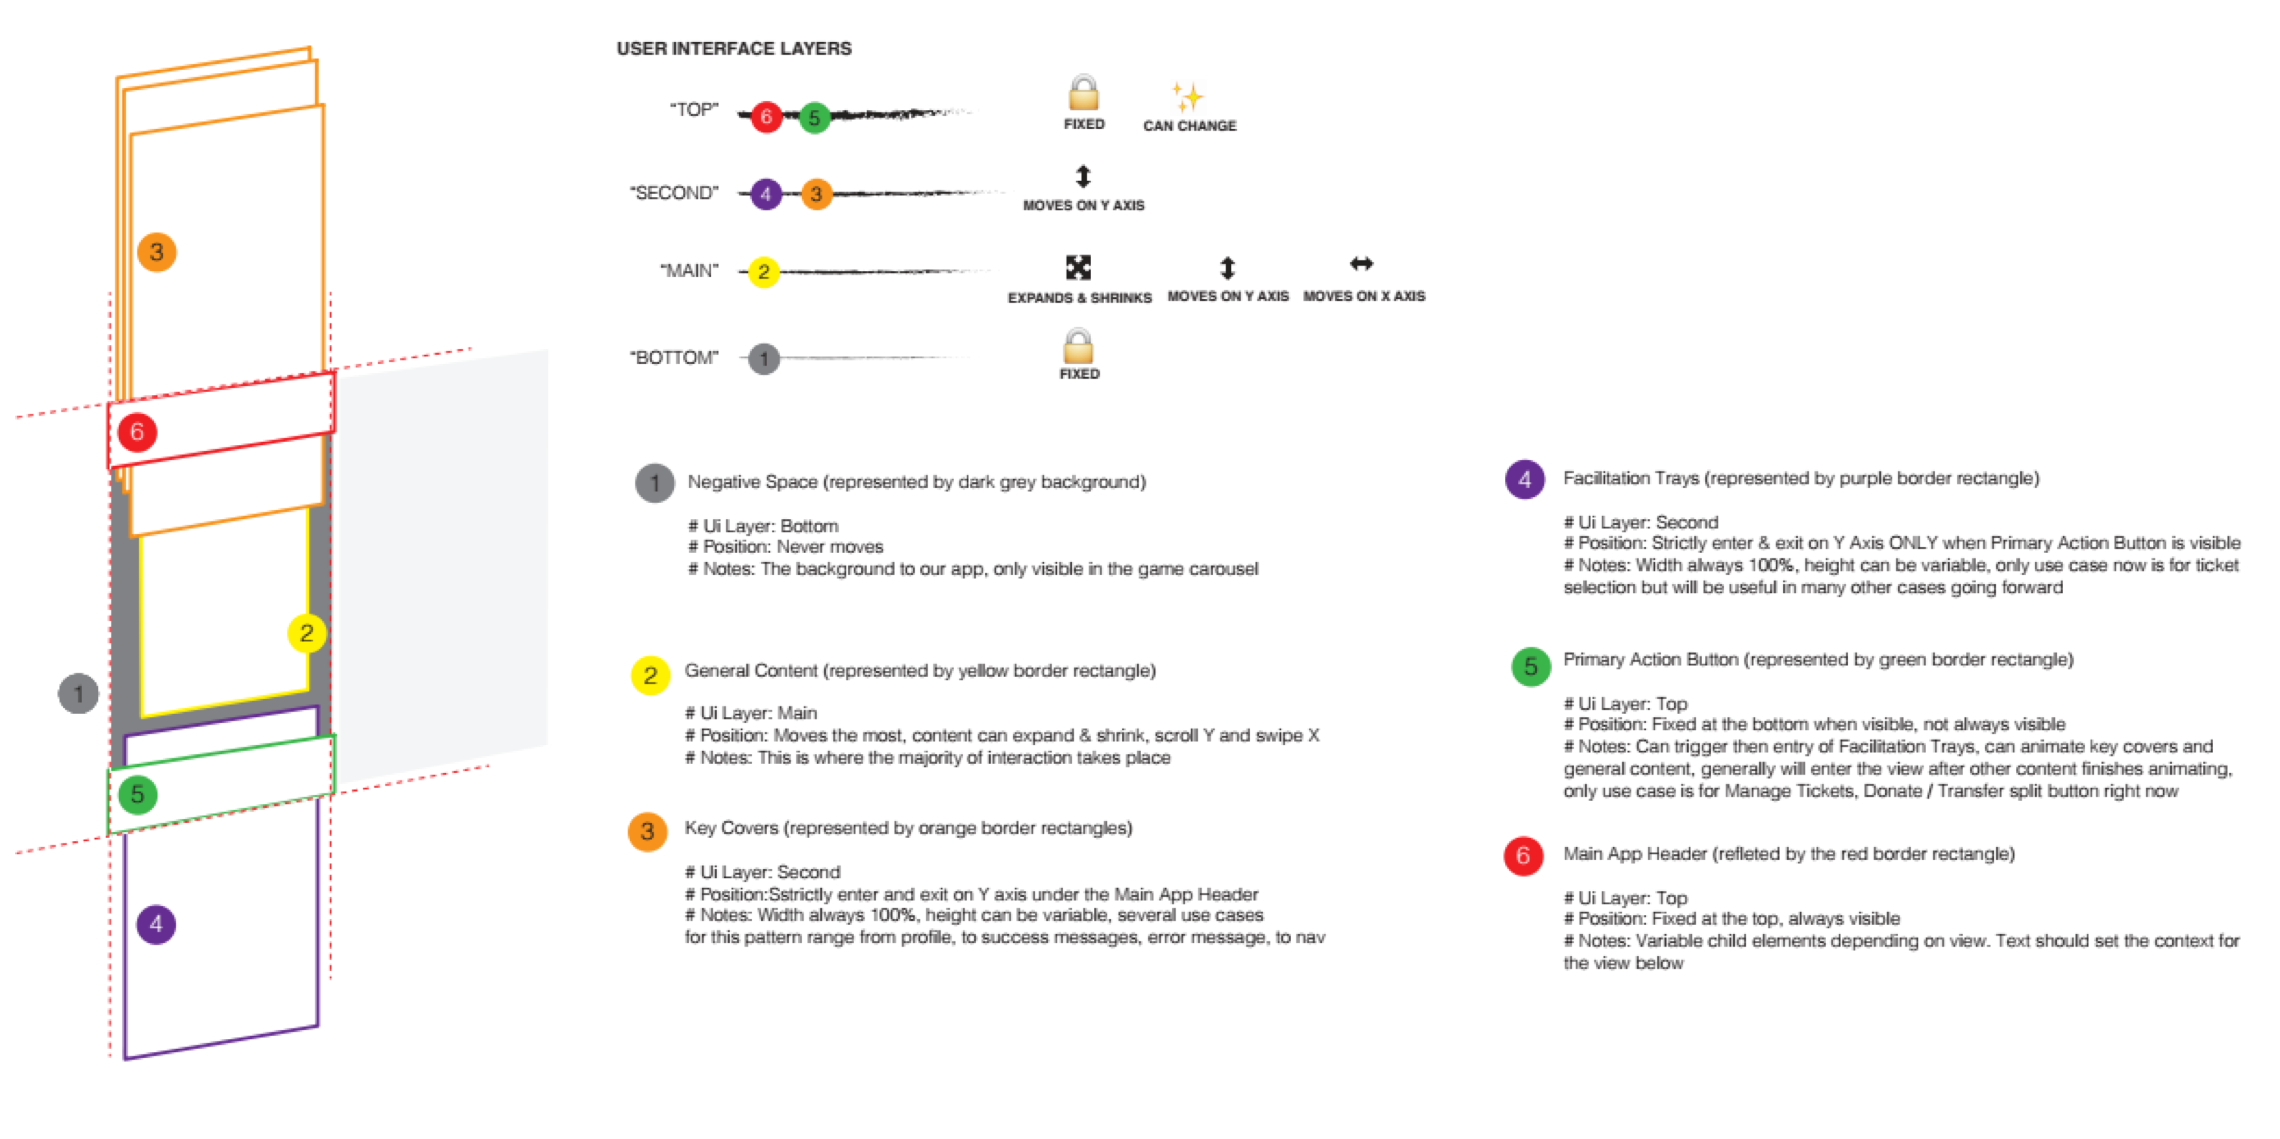 USER INTERFACE LAYERS
“TOP”
6
5
FIXED
CAN CHANGE
“SECOND”
4
3
MOVES ON Y AXIS
“MAIN”
2
EXPANDS & SHRINKS
MOVES ON Y AXIS
MOVES ON X AXIS
“BOTTOM”
1
FIXED
3
6
2
1
5
4
1
Negative Space (represented by dark grey background)
# Ui Layer: Bottom
# Position: Never moves
# Notes: The background to our app, only visible in the game carousel
2
General Content (represented by yellow border rectangle)
# Ui Layer: Main
# Position: Moves the most, content can expand & shrink, scroll Y and swipe X
# Notes: This is where the majority of interaction takes place
3
Key Covers (represented by orange border rectangles)
# Ui Layer: Second
# Position:Sstrictly enter and exit on Y axis under the Main App Header
# Notes: Width always 100%, height can be variable, several use cases
for this pattern range from profile, to success messages, error message, to nav
4
Facilitation Trays (represented by purple border rectangle)
# Ui Layer: Second
# Position: Strictly enter & exit on Y Axis ONLY when Primary Action Button is visible
# Notes: Width always 100%, height can be variable, only use case now is for ticket
selection but will be useful in many other cases going forward
5
Primary Action Button (represented by green border rectangle)
# Ui Layer: Top
# Position: Fixed at the bottom when visible, not always visible
# Notes: Can trigger then entry of Facilitation Trays, can animate key covers and
general content, generally will enter the view after other content finishes animating,
only use case is for Manage Tickets, Donate / Transfer split button right now
6
Main App Header (refleted by the red border rectangle)
# Ui Layer: Top
# Position: Fixed at the top, always visible
# Notes: Variable child elements depending on view. Text should set the context for
the view below